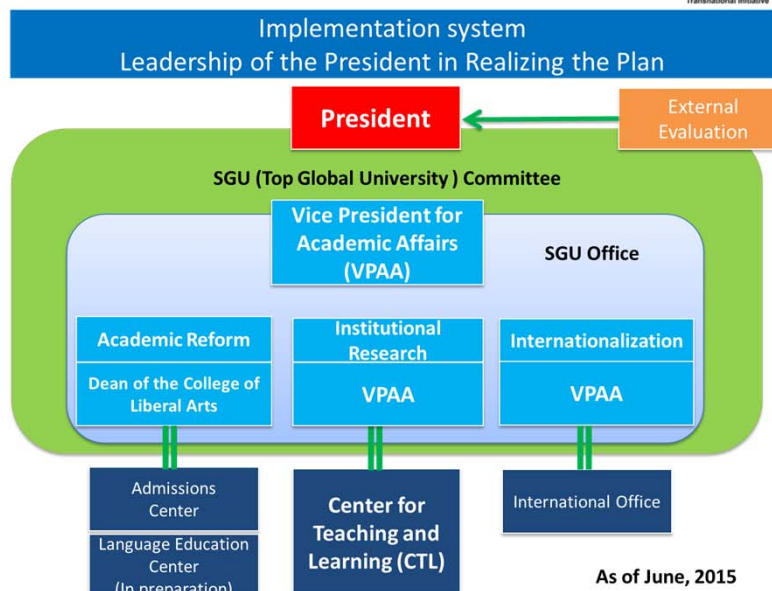 Transnational Initiative
Implementation system
Leadership of the President in Realizing the Plan
President
External
Evaluation
SGU (Top Global University ) Committee
Vice President for
Academic Affairs
(VPAA)
SGU Office
Academic Reform
Dean of the College of
Liberal Arts
Institutional
Research
VPAA
Internationalization
VPAA
Admissions
Center
Language Education
Center
(In preparation)
Center for
Teaching and
Learning (CTL)
International Office
As of June, 2015